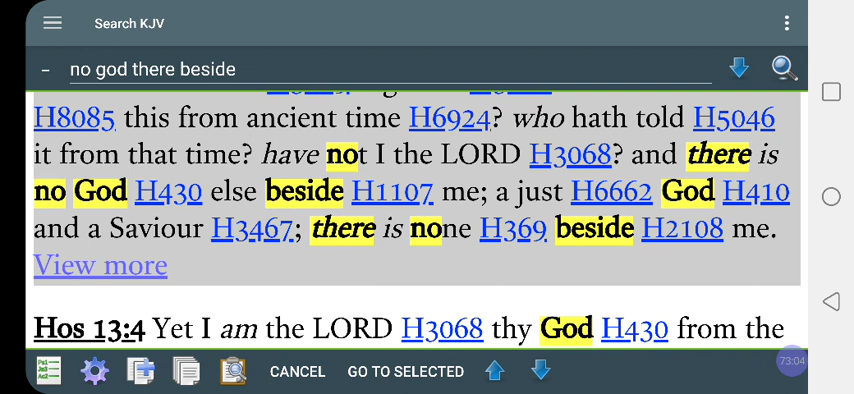 Search KJV
no god there beside
H8085 this from ancient time H6924? who hath told H5046
it from that time? have not I the LORD H3068? and there is
no God H430 else beside H1107 me; a just H6662 God H410
and a Saviour H3467; there is none H369 beside H2108 me.
View more
Hos 13:4 Yet I am the LORD H3068 thy God H430 from the
CANCEL GO TO SELECTED
73:04